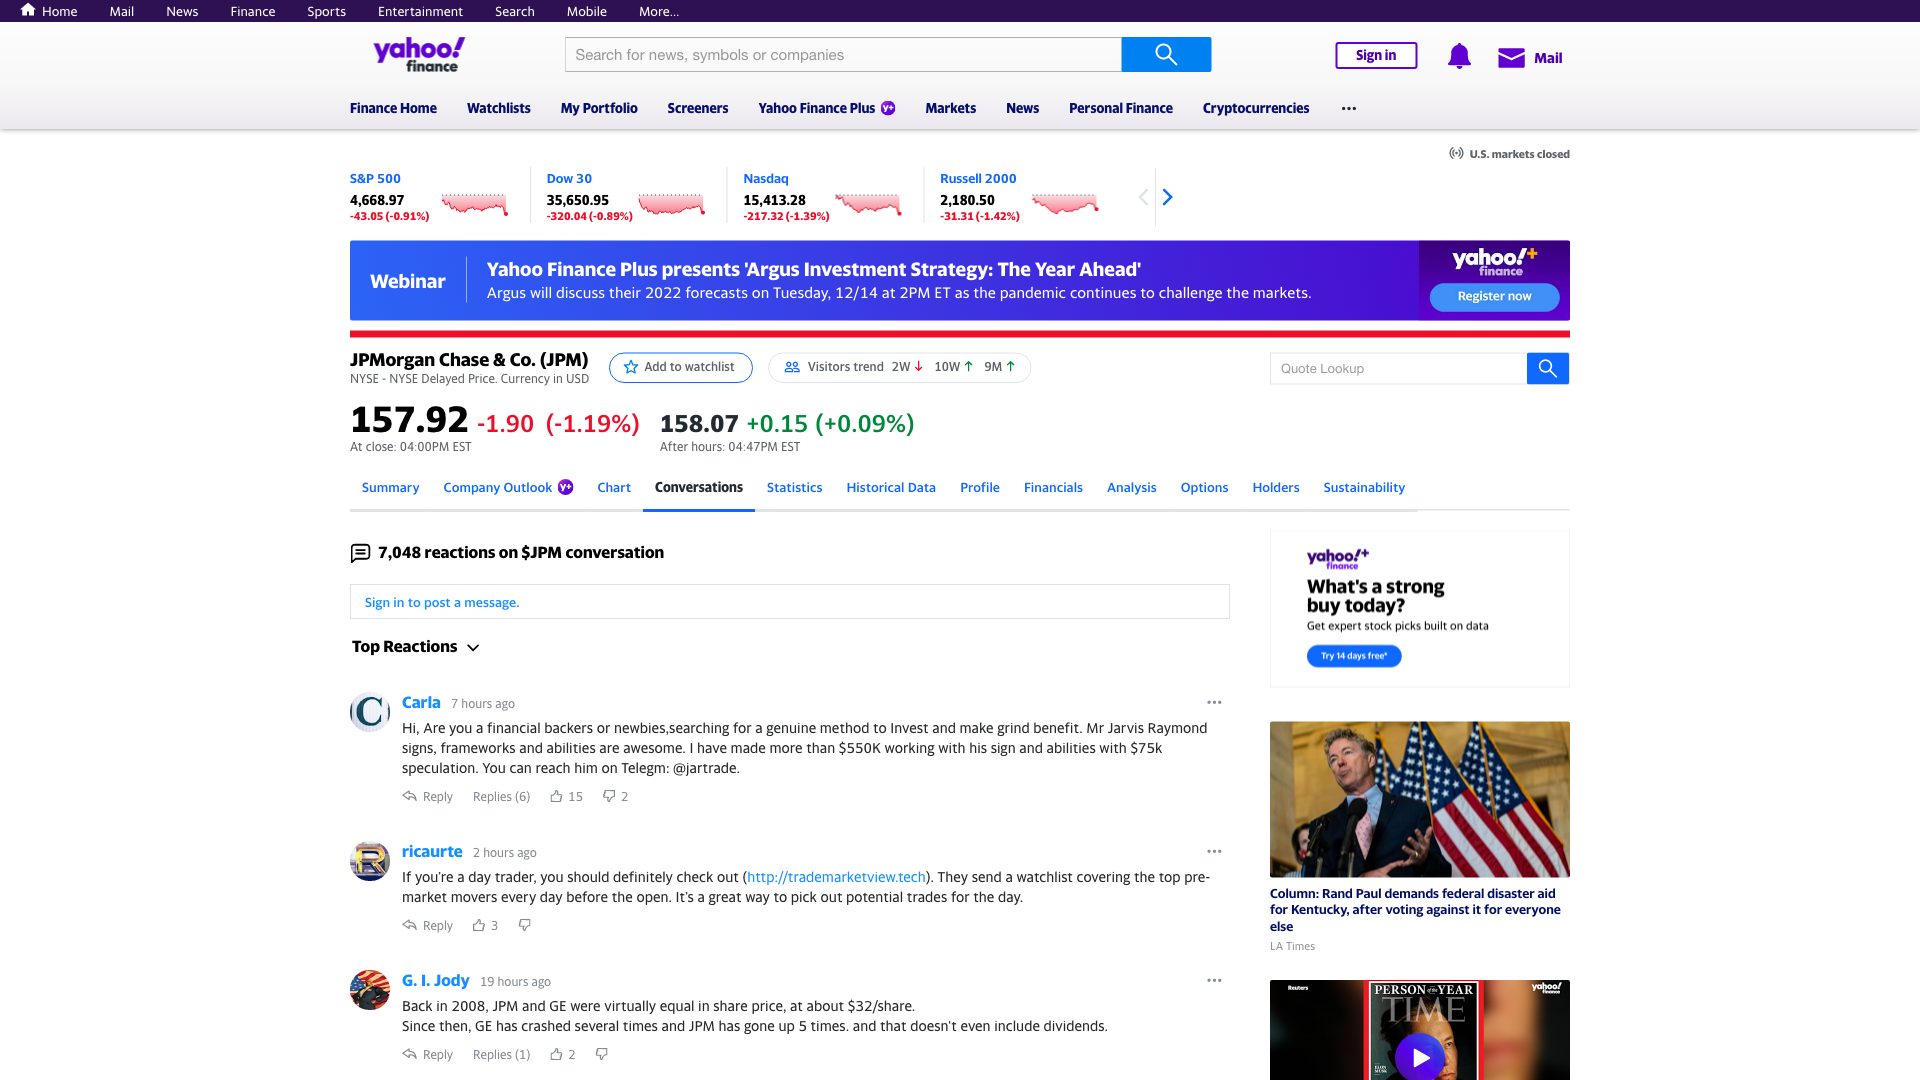 Home Mail News Finance Sports Entertainment Search Mobile More...
yahoo! finance
Search for news, symbols or companies
Sign in
Mail
Finance Home Watchlists My Portfolio Screeners Yahoo Finance Plus Y+ Markets News Personal Finance Cryptocurrencies ...
U.S. markets closed
S&P 500
4,668.97
-43.05 (-0.91%)
Dow 30
35,650.95
-320.04 (-0.89%)
Nasdaq
15,413.28
-217.32 (-1.39%)
Russell 2000
2,180.50
-31.31 (-1.42%)
Webinar
Yahoo Finance Plus presents 'Argus Investment Strategy: The Year Ahead'
Argus will discuss their 2022 forecasts on Tuesday, 12/14 at 2PM ET as the pandemic continues to challenge the markets.
yahoo!+
finance
Register now
JPMorgan Chase & Co. (JPM)
NYSE - NYSE Delayed Price. Currency in USD
Add to watchlist
Visitors trend 2W↓ 10W↑ 9M↑
Quote Lookup
157.92 -1.90 (-1.19%)
At close: 04:00PM EST
158.07 +0.15 (+0.09%)
After hours: 04:47PM EST
Summary Company Outlook Y+ Chart Conversations Statistics Historical Data Profile Financials Analysis Options Holders Sustainability
7,048 reactions on $JPM conversation
Sign in to post a message.
Top Reactions
C
Carla 7 hours ago
Hi, Are you a financial backers or newbies,searching for a genuine method to Invest and make grind benefit. Mr Jarvis Raymond
signs, frameworks and abilities are awesome. I have made more than $550K working with his sign and abilities with $75k
speculation. You can reach him on Telegm: @jartrade.
Reply Replies (6) 15 2
R
ricaurte 2 hours ago
If you're a day trader, you should definitely check out (http://trademarketview.tech). They send a watchlist covering the top pre-
market movers every day before the open. It's a great way to pick out potential trades for the day.
Reply 3
G. I. Jody 19 hours ago
Back in 2008, JPM and GE were virtually equal in share price, at about $32/share.
Since then, GE has crashed several times and JPM has gone up 5 times. and that doesn't even include dividends.
Reply Replies (1) 2
yahoo!+
finance
What's a strong
buy today?
Get expert stock picks built on data
Try 14 days free*
Column: Rand Paul demands federal disaster aid
for Kentucky, after voting against it for everyone
else
LA Times
Reuters
PERSON of the YEAR
TIME
yahoo!
finance
ELON
MUSK